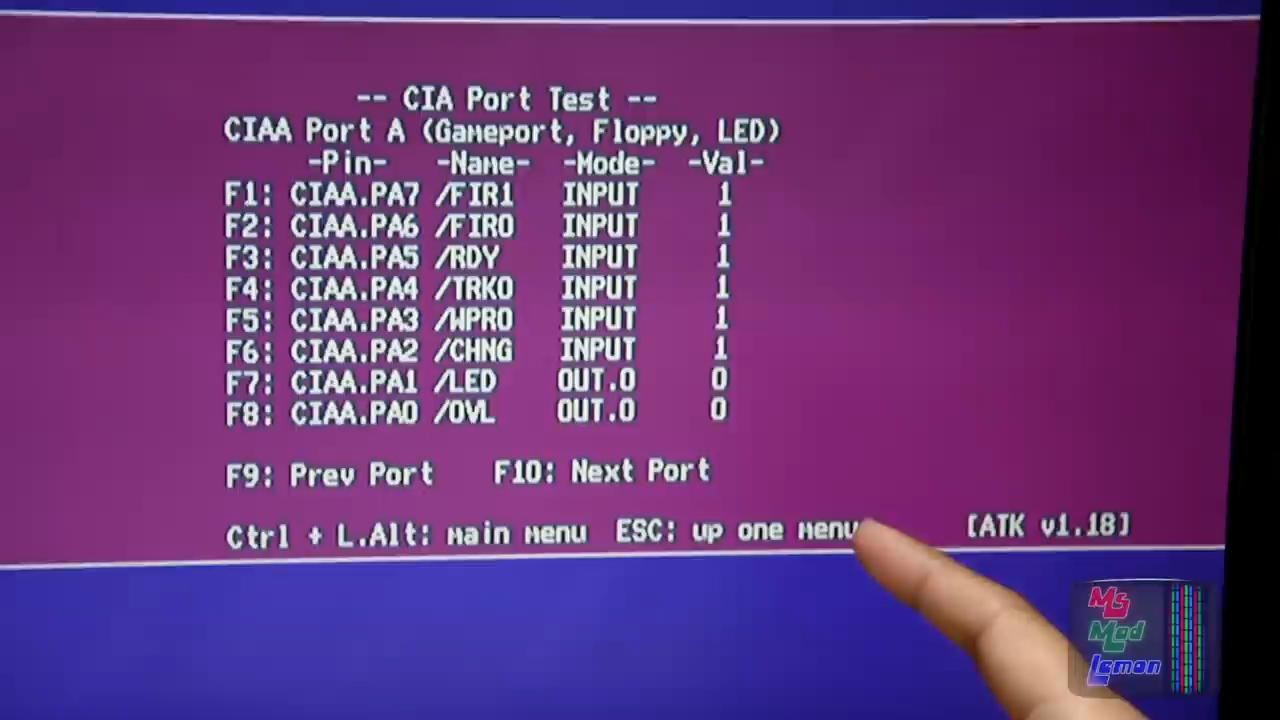 -- CIA Port Test --
CIAA Port A (Gameport, Floppy, LED)
-Pin- -Name- -Mode- -Val-
F1: CIAA.PA7 /FIR1 INPUT 1
F2: CIAA.PA6 /FIR0 INPUT 1
F3: CIAA.PA5 /RDY INPUT 1
F4: CIAA.PA4 /TRK0 INPUT 1
F5: CIAA.PA3 /WPRO INPUT 1
F6: CIAA.PA2 /CHNG INPUT 1
F7: CIAA.PA1 /LED OUT.0 0
F8: CIAA.PA0 /OVL OUT.0 0
F9: Prev Port F10: Next Port
Ctrl + L.Alt: main menu ESC: up one menu [ATK v1.18]
Ms
Mad
Lemon